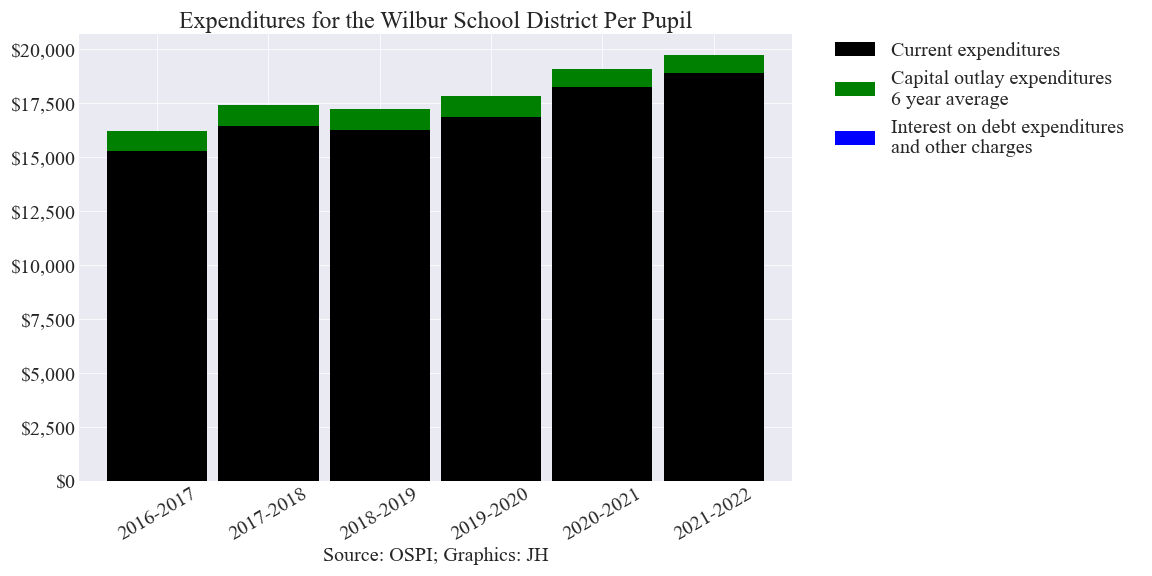 Expenditures for the Wilbur School District Per Pupil
$20,000
$17,500
$15,000
$12,500
$10,000
$7,500
$5,000
$2,500
$0
2016-2017
2017-2018
2018-2019
2019-2020
2020-2021
2021-2022
Source: OSPI; Graphics: JH
Current expenditures
Capital outlay expenditures
6 year average
Interest on debt expenditures
and other charges